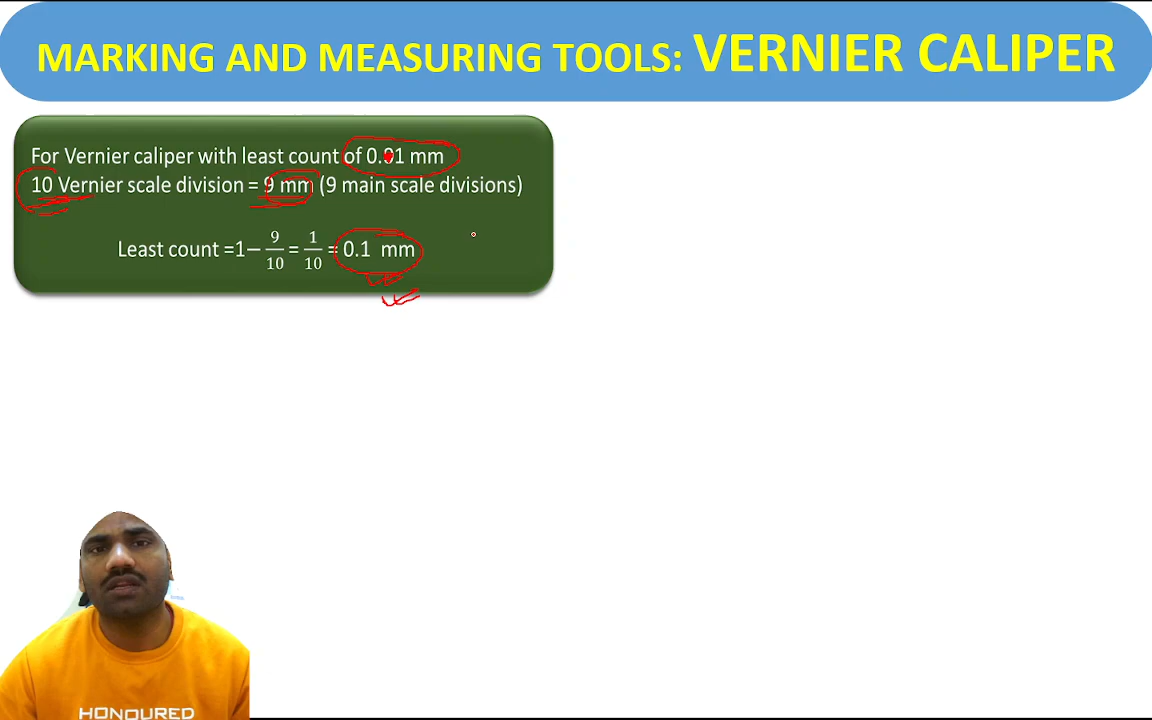 MARKING AND MEASURING TOOLS: VERNIER CALIPER
For Vernier caliper with least count of 0.01 mm
10 Vernier scale division = 9 mm (9 main scale divisions)
Least count =1− 9/10 = 1/10 = 0.1 mm
HONOURED